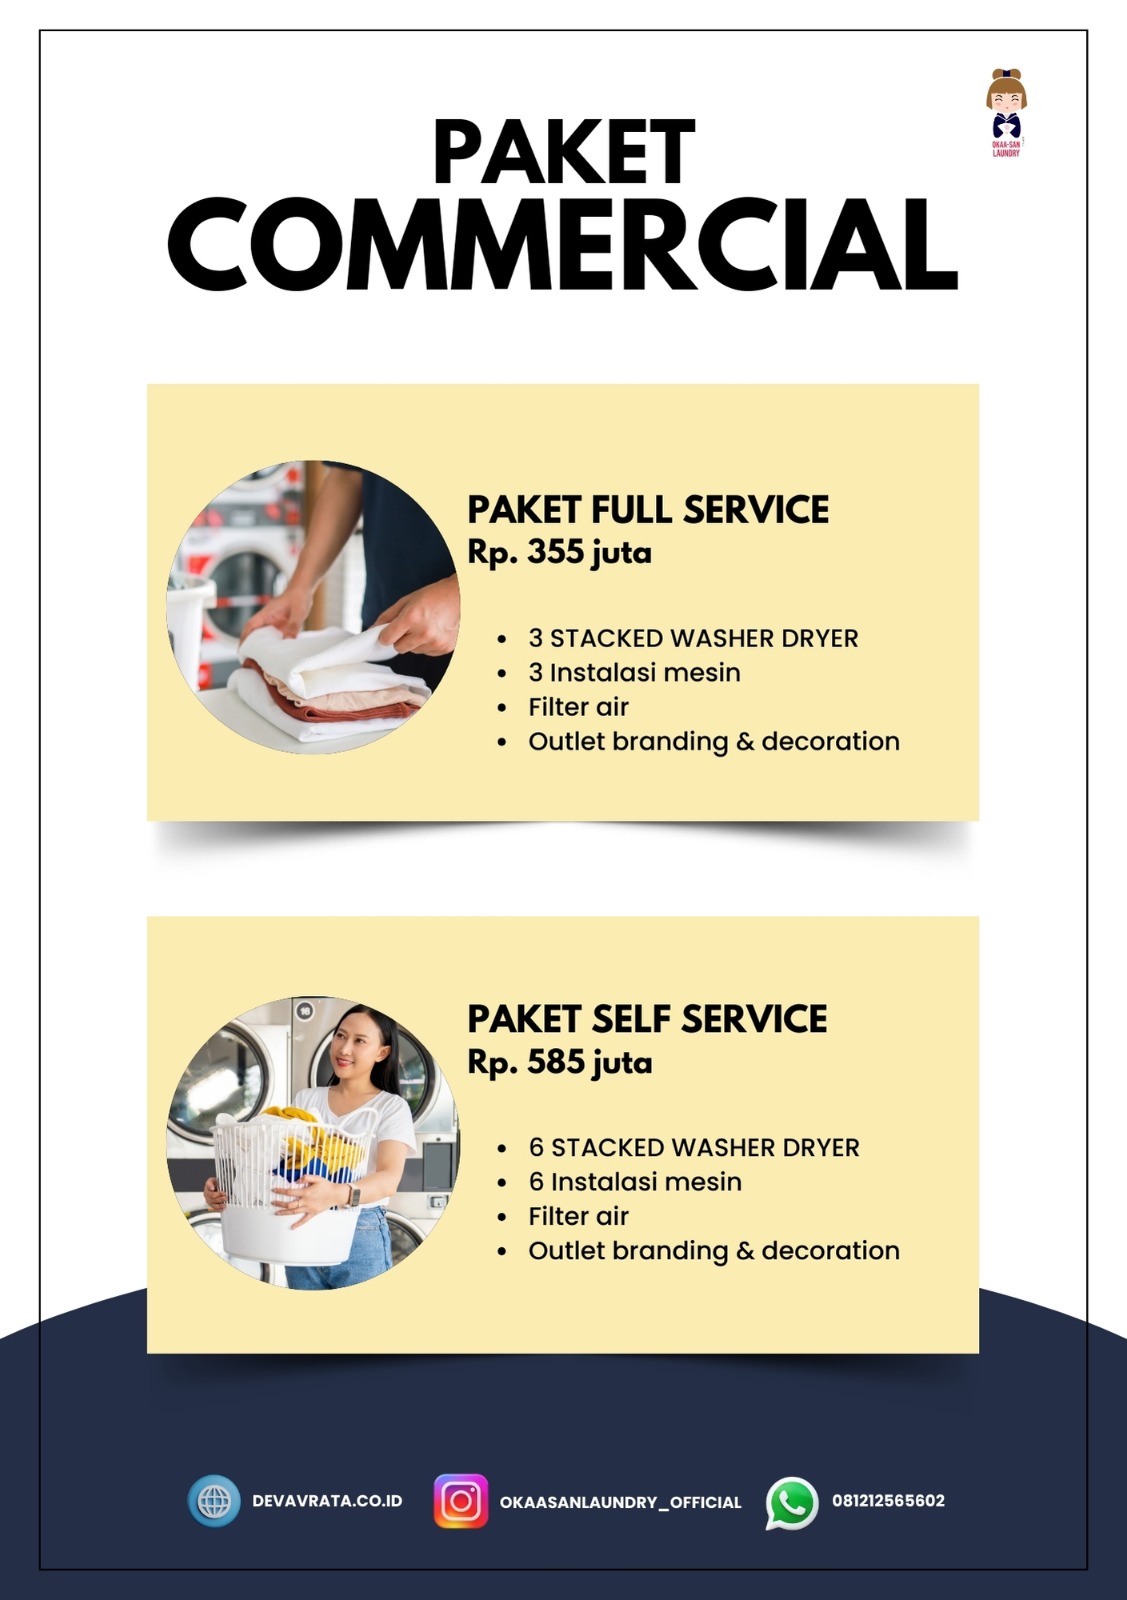 OKAA-SAN
LAUNDRY
PAKET
COMMERCIAL
PAKET FULL SERVICE
Rp. 355 juta
• 3 STACKED WASHER DRYER
• 3 Instalasi mesin
• Filter air
• Outlet branding & decoration
16
PAKET SELF SERVICE
Rp. 585 juta
• 6 STACKED WASHER DRYER
• 6 Instalasi mesin
• Filter air
• Outlet branding & decoration
DEVAVRATA.CO.ID
OKAASANLAUNDRY_OFFICIAL
081212565602